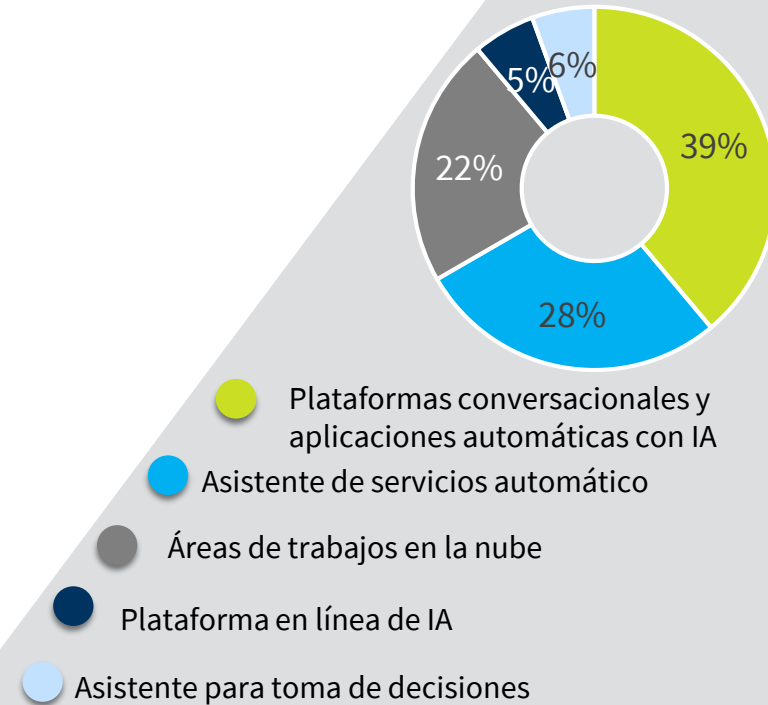 6%
5%
39%
22%
28%
Plataformas conversacionales y
aplicaciones automáticas con IA
Asistente de servicios automático
Áreas de trabajos en la nube
Plataforma en línea de IA
Asistente para toma de decisiones